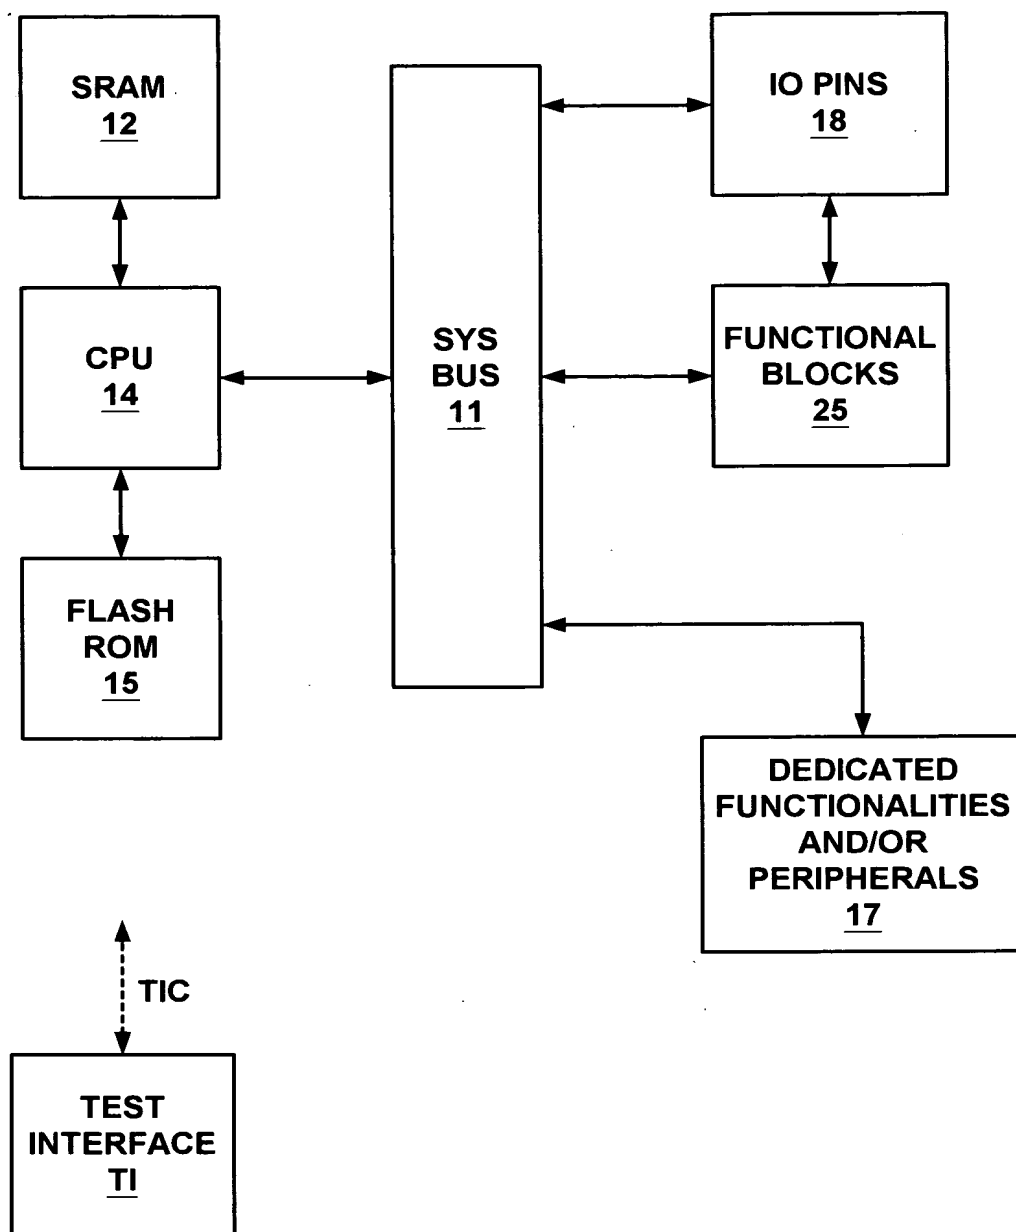 SRAM
12
IO PINS
18
CPU
14
SYS
BUS
11
FUNCTIONAL
BLOCKS
25
FLASH
ROM
15
DEDICATED
FUNCTIONALITIES
AND/OR
PERIPHERALS
17
TIC
TEST
INTERFACE
TI